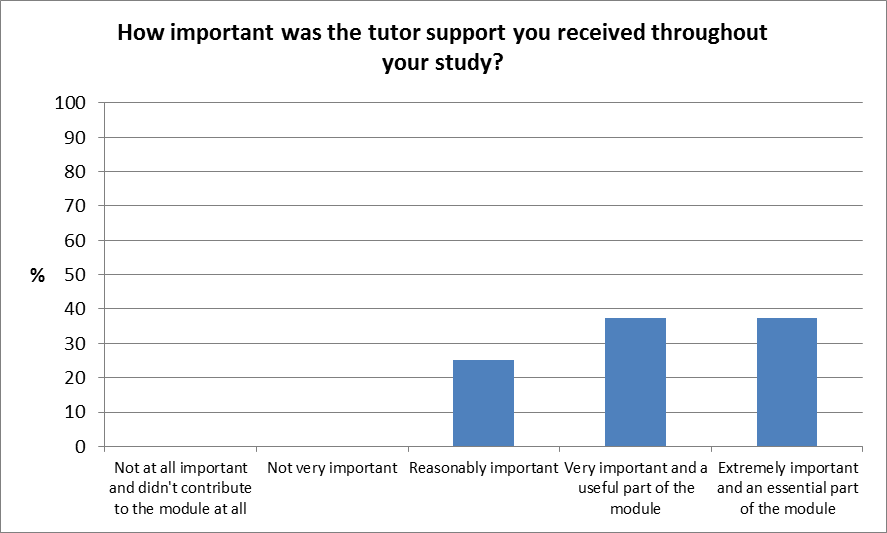 How important was the tutor support you received throughout
your study?
100
90
80
70
60
%
50
40
30
20
10
0
Not at all important
and didn't contribute
to the module at all
Not very important
Reasonably important
Very important and a
useful part of the
module
Extremely important
and an essential part
of the module